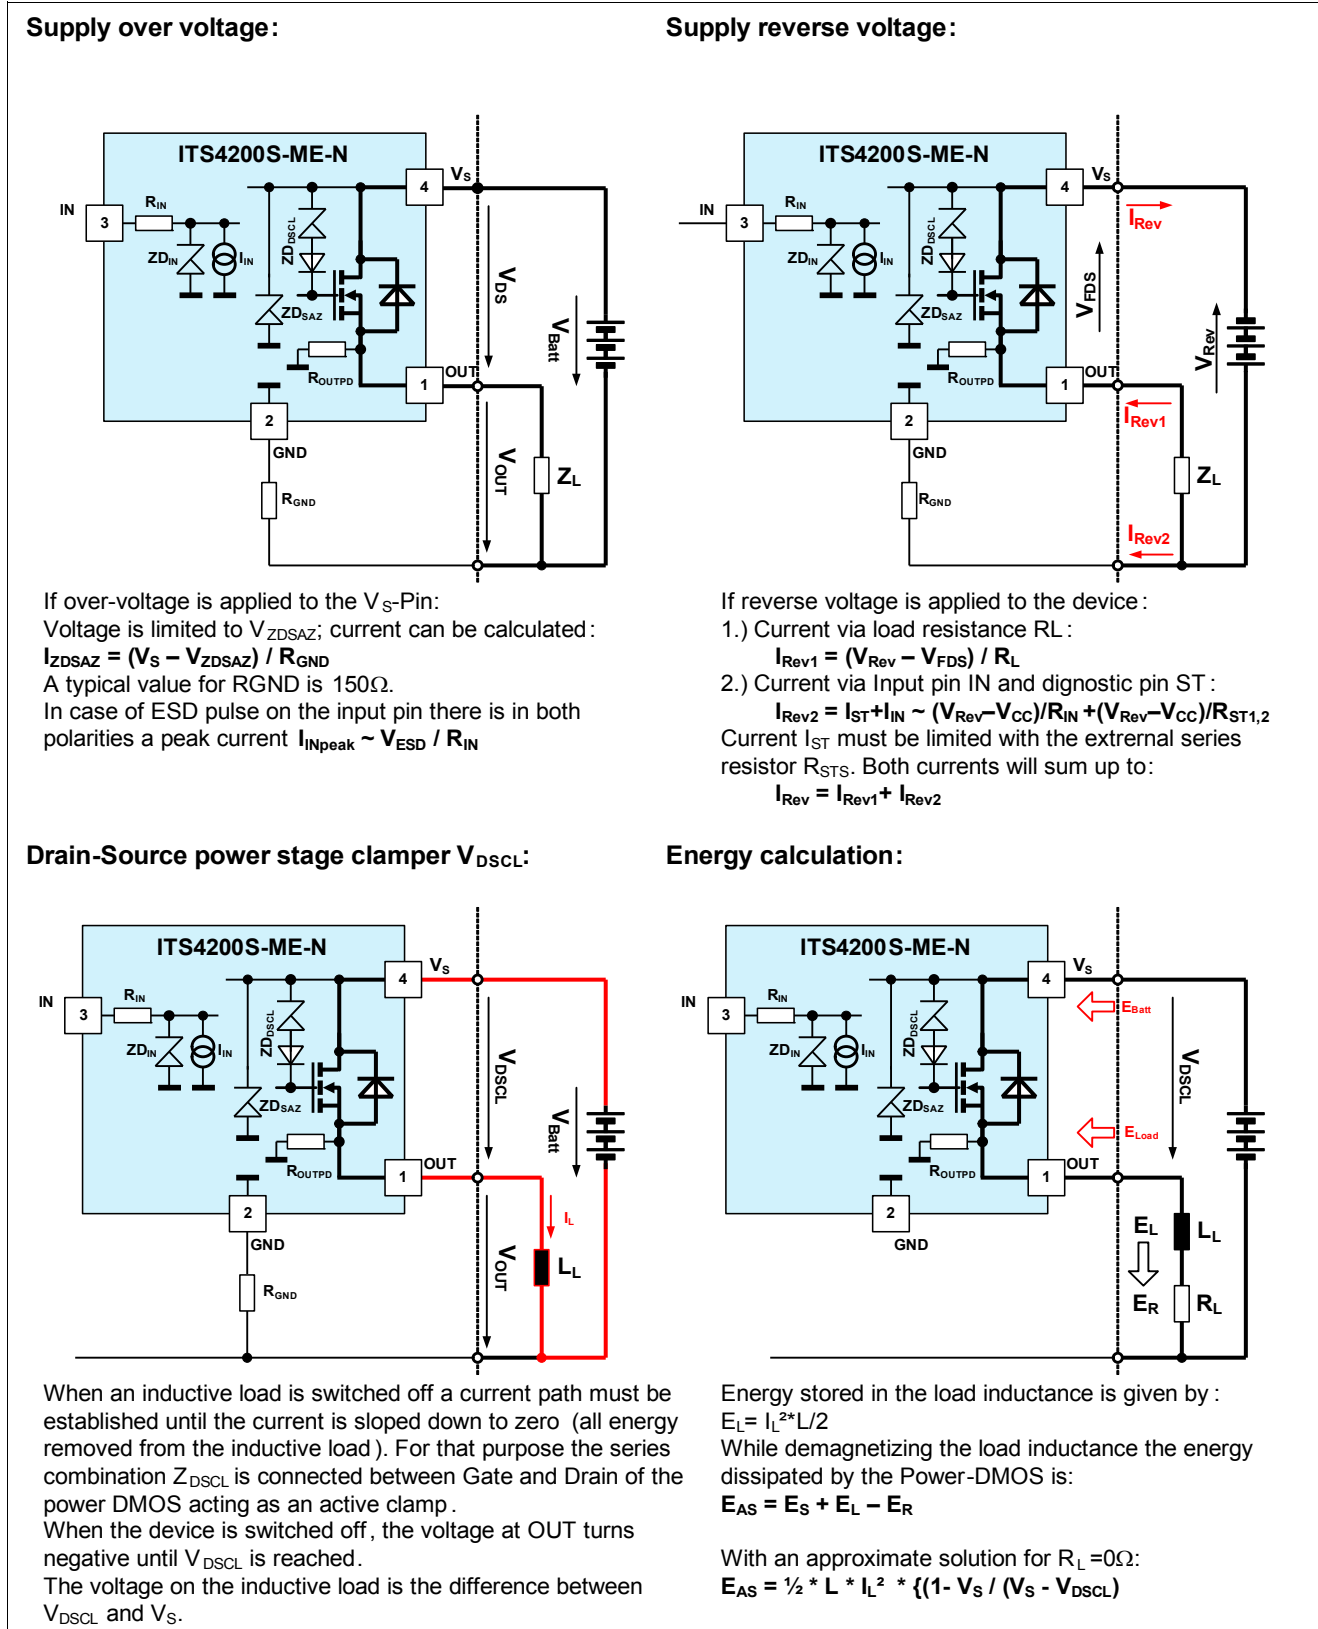 Supply over voltage:
ITS4200S-ME-N
VS
4
IN
3
RIN
ZDIN
IIN
ZDDSCL
ZDSAZ
ROUTPD
OUT
1
2
GND
RGND
VDS
VBatt
VOUT
ZL
If over-voltage is applied to the VS-Pin:
Voltage is limited to VZDSAZ; current can be calculated:
IZDSAZ = (VS – VZDSAZ) / RGND
A typical value for RGND is 150Ω.
In case of ESD pulse on the input pin there is in both
polarities a peak current IINpeak ~ VESD / RIN
Supply reverse voltage:
ITS4200S-ME-N
VS
4
IRev
IN
3
RIN
ZDIN
IIN
ZDDSCL
ZDSAZ
ROUTPD
VFDS
VRev
OUT
1
IRev1
2
GND
RGND
ZL
IRev2
If reverse voltage is applied to the device:
1.) Current via load resistance RL:
IRev1 = (VRev – VFDS) / RL
2.) Current via Input pin IN and dignostic pin ST:
IRev2 = IST+IIN ~ (VRev–VCC)/RIN +(VRev–VCC)/RST1,2
Current IST must be limited with the extrernal series
resistor RSTS. Both currents will sum up to:
IRev = IRev1+ IRev2
Drain-Source power stage clamper VDSCL:
ITS4200S-ME-N
VS
4
IN
3
RIN
ZDIN
IIN
ZDDSCL
ZDSAZ
ROUTPD
VDSCL
VBatt
OUT
1
2
GND
RGND
IL
VOUT
LL
When an inductive load is switched off a current path must be
established until the current is sloped down to zero (all energy
removed from the inductive load). For that purpose the series
combination ZDSCL is connected between Gate and Drain of the
power DMOS acting as an active clamp.
When the device is switched off, the voltage at OUT turns
negative until VDSCL is reached.
The voltage on the inductive load is the difference between
VDSCL and VS.
Energy calculation:
ITS4200S-ME-N
VS
4
EBatt
IN
3
RIN
ZDIN
IIN
ZDDSCL
ZDSAZ
ROUTPD
VDSCL
ELoad
OUT
1
2
GND
EL
LL
ER
RL
Energy stored in the load inductance is given by:
EL= IL²*L/2
While demagnetizing the load inductance the energy
dissipated by the Power-DMOS is:
EAS = ES + EL – ER
With an approximate solution for RL =0Ω:
EAS = ½ * L * IL² * {(1- VS / (VS - VDSCL)